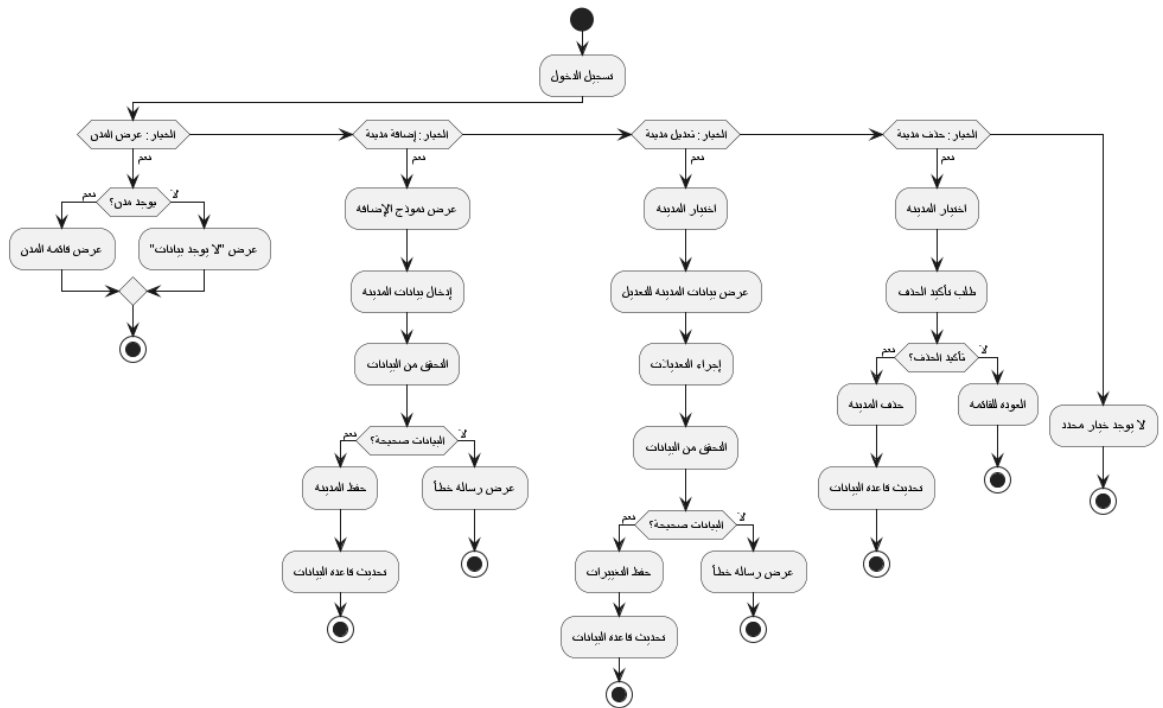 تسجيل الدخول
الخيار : عرض المدن
نعم
يوجد مدن؟
نعم
لا
عرض قائمة المدن
عرض "لا يوجد بيانات"
الخيار : إضافة مدينة
نعم
عرض نموذج الإضافة
إدخال بيانات المدينة
التحقق من البيانات
البيانات صحيحة؟
نعم
لا
حفظ المدينة
تحديث قاعدة البيانات
عرض رسالة خطأ
الخيار : تعديل مدينة
نعم
اختيار المدينة
عرض بيانات المدينة للتعديل
إجراء التعديلات
التحقق من البيانات
البيانات صحيحة؟
نعم
لا
حفظ التغييرات
تحديث قاعدة البيانات
عرض رسالة خطأ
الخيار : حذف مدينة
نعم
اختيار المدينة
طلب تأكيد الحذف
تأكيد الحذف؟
نعم
لا
حذف المدينة
تحديث قاعدة البيانات
العودة للقائمة
لا يوجد خيار محدد